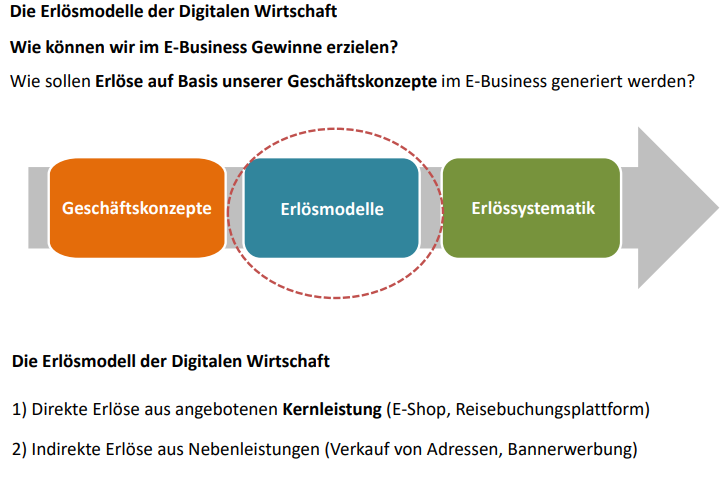 Die Erlösmodelle der Digitalen Wirtschaft
Wie können wir im E-Business Gewinne erzielen?
Wie sollen Erlöse auf Basis unserer Geschäftskonzepte im E-Business generiert werden?
Geschäftskonzepte
Erlösmodelle
Erlössystematik
Die Erlösmodell der Digitalen Wirtschaft
1) Direkte Erlöse aus angebotenen Kernleistung (E-Shop, Reisebuchungsplattform)
2) Indirekte Erlöse aus Nebenleistungen (Verkauf von Adressen, Bannerwerbung)